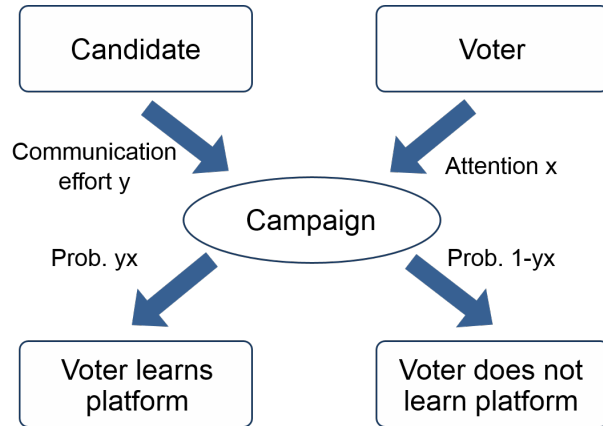 Candidate
Voter
Communication
effort y
Attention x
Campaign
Prob. yx
Prob. 1-yx
Voter learns
platform
Voter does not
learn platform